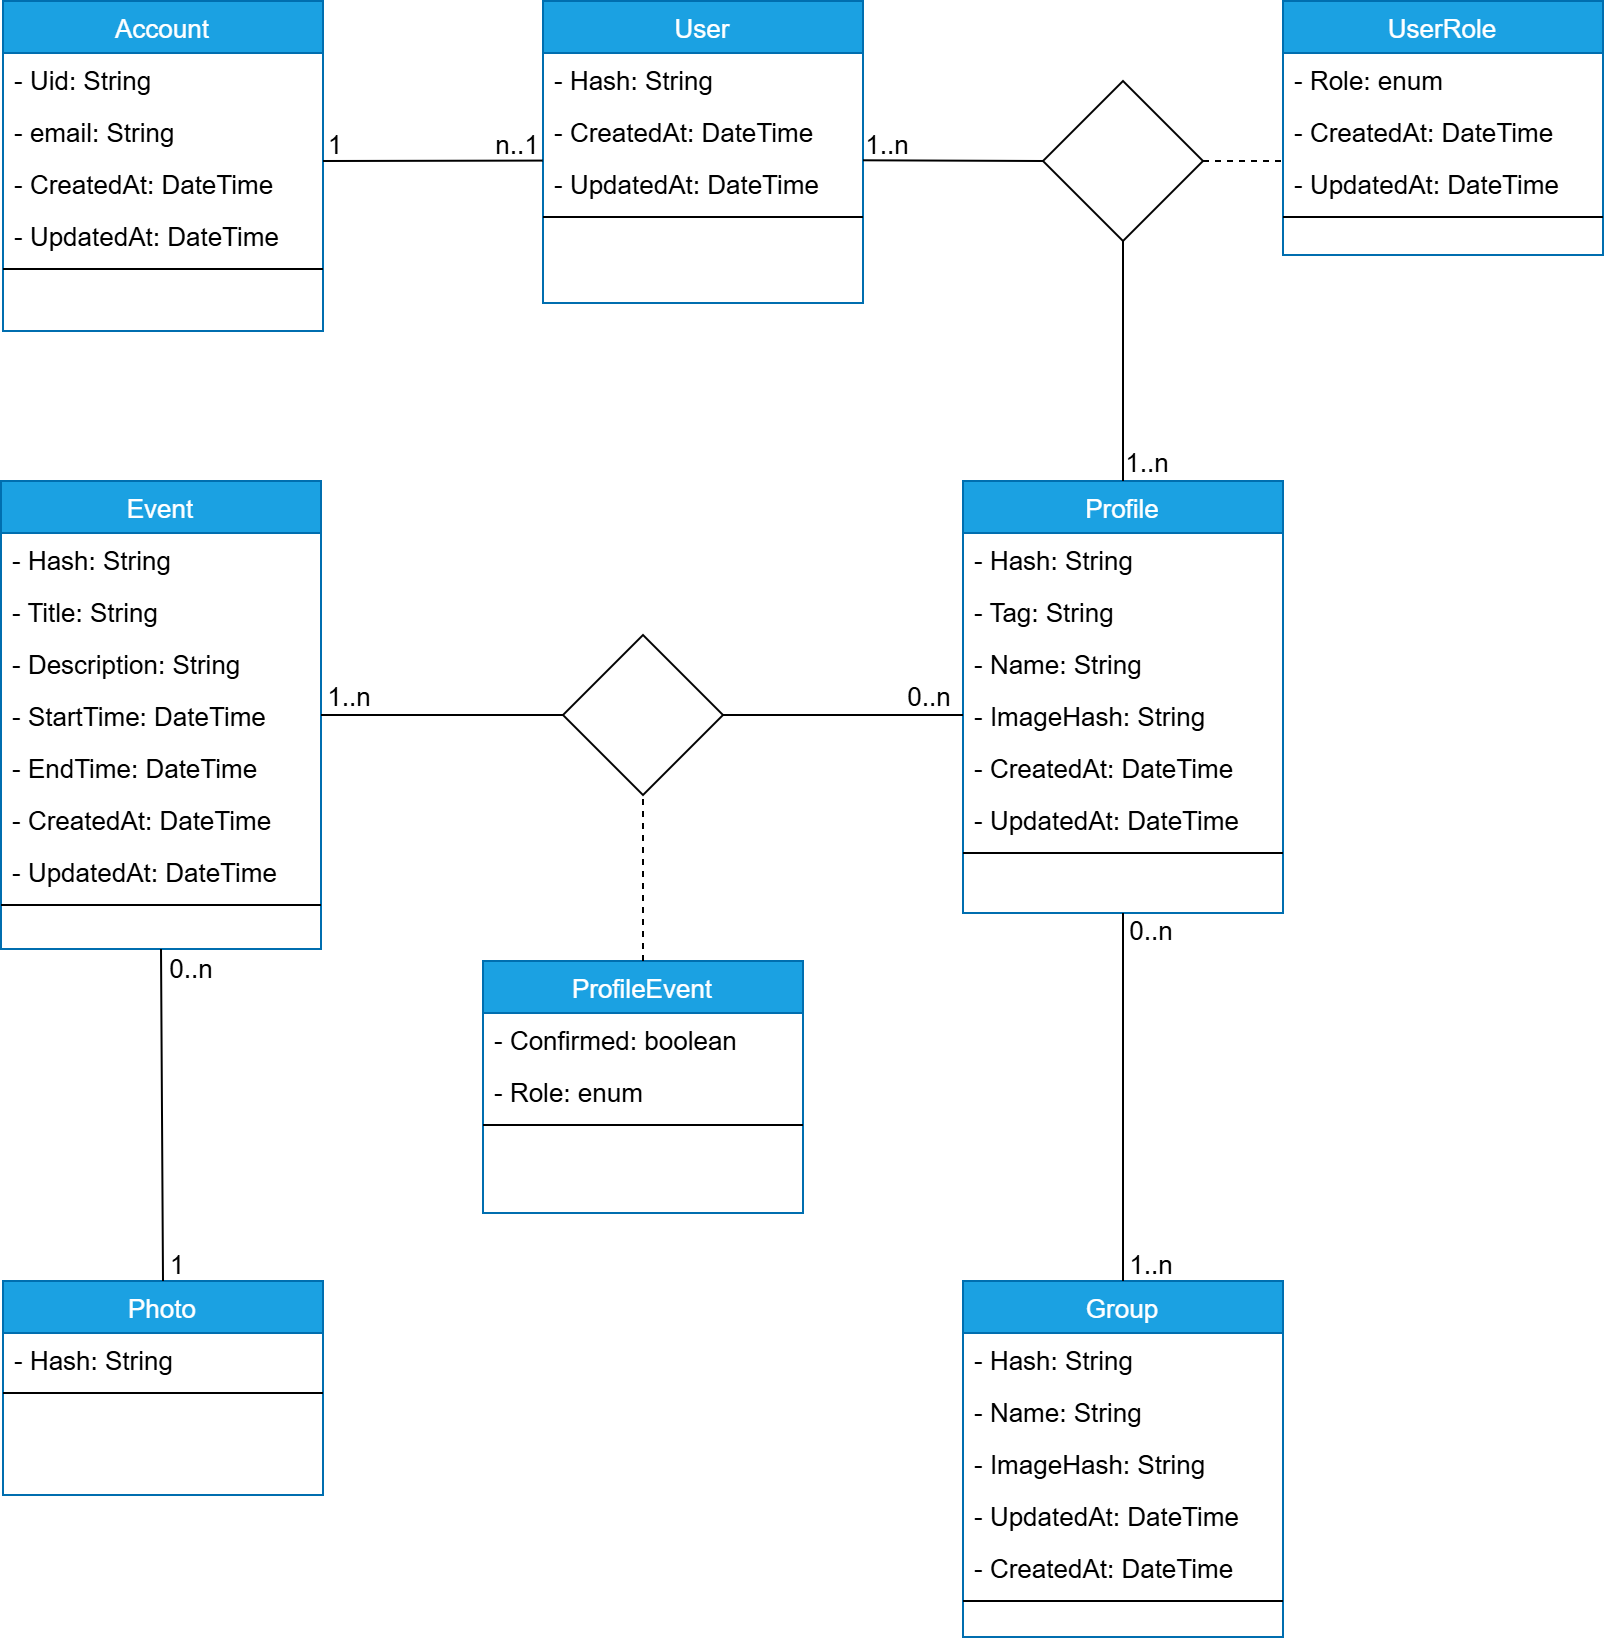 Account
- Uid: String
- email: String
- CreatedAt: DateTime
- UpdatedAt: DateTime
1
n..1
User
- Hash: String
- CreatedAt: DateTime
- UpdatedAt: DateTime
1..n
UserRole
- Role: enum
- CreatedAt: DateTime
- UpdatedAt: DateTime
1..n
Event
- Hash: String
- Title: String
- Description: String
- StartTime: DateTime
- EndTime: DateTime
- CreatedAt: DateTime
- UpdatedAt: DateTime
1..n
0..n
Profile
- Hash: String
- Tag: String
- Name: String
- ImageHash: String
- CreatedAt: DateTime
- UpdatedAt: DateTime
0..n
0..n
ProfileEvent
- Confirmed: boolean
- Role: enum
1
1..n
Photo
- Hash: String
Group
- Hash: String
- Name: String
- ImageHash: String
- UpdatedAt: DateTime
- CreatedAt: DateTime